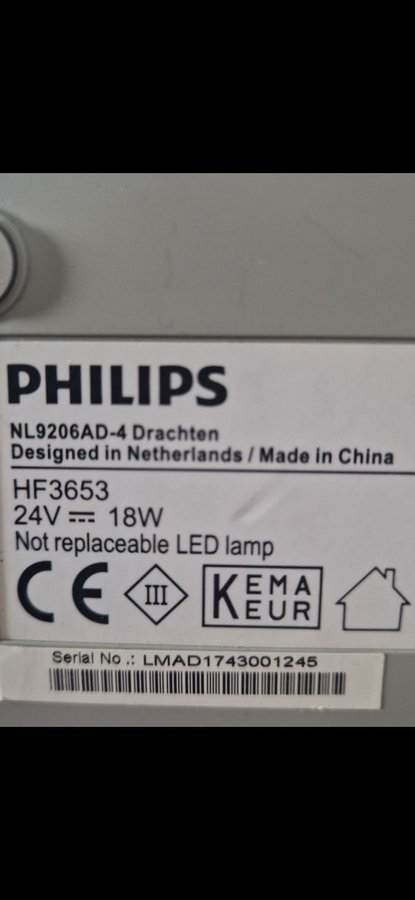 PHILIPS
NL9206AD-4 Drachten
Designed in Netherlands / Made in China
HF3653
24V ⎓ 18W
Not replaceable LED lamp
CE III KEMA EUR
Serial No .: LMAD1743001245